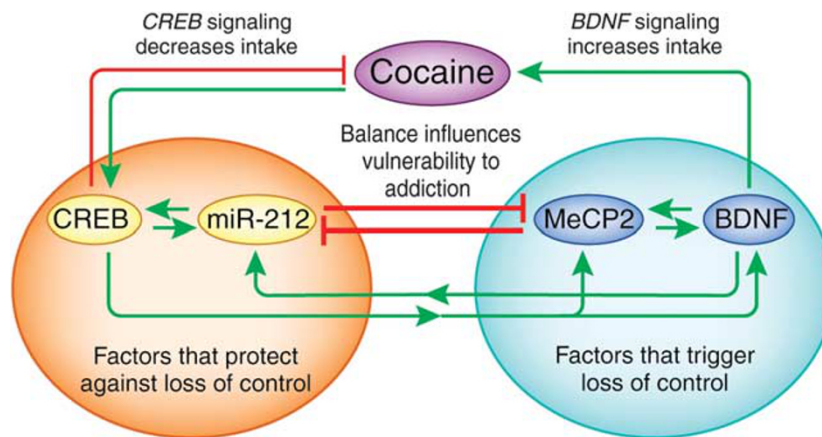 CREB signaling
decreases intake
BDNF signaling
increases intake
Cocaine
Balance influences
vulnerability to
addiction
CREB
miR-212
MeCP2
BDNF
Factors that protect
against loss of control
Factors that trigger
loss of control